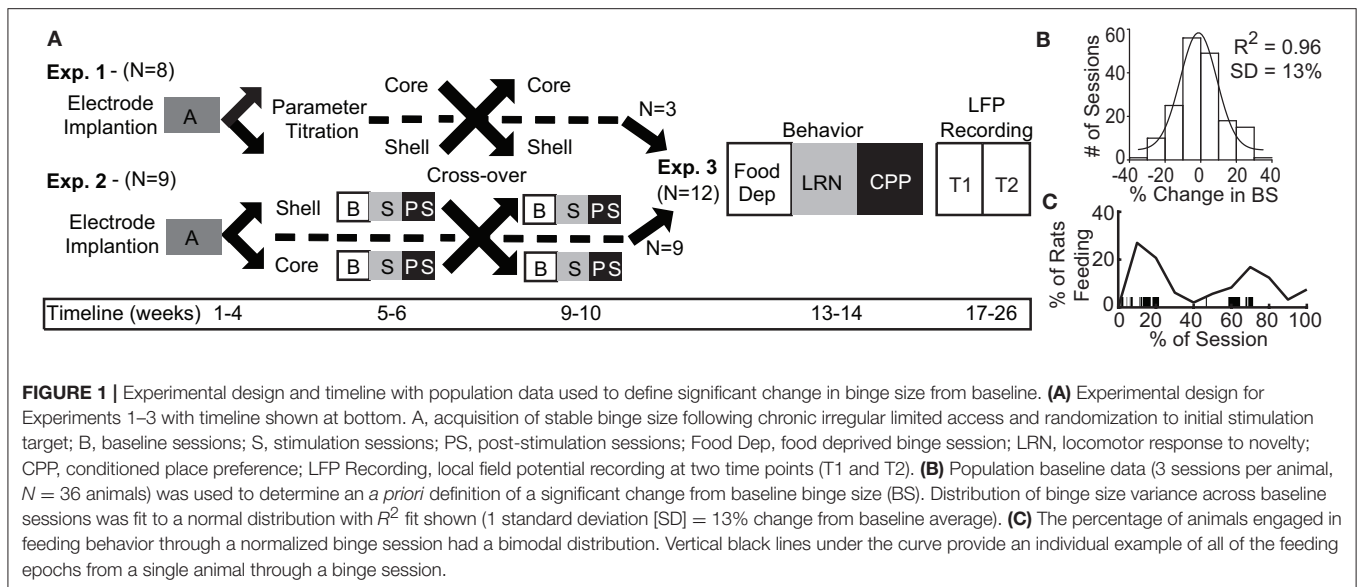 A
Exp. 1 - (N=8)
Electrode
Implantion
A
Parameter
Titration
Core
Shell
Core
Shell
Cross-over
N=3
Exp. 2 - (N=9)
Electrode
Implantion
A
Shell
Core
B S PS
B S PS
B S PS
B S PS
N=9
Exp. 3
(N=12)
Behavior
Food
Dep
LRN
CPP
LFP
Recording
T1 T2
Timeline (weeks) 1-4 5-6 9-10 13-14 17-26
B
# of Sessions
60
40
20
0
-40 -20 0 20 40
% Change in BS
R2 = 0.96
SD = 13%
C
% of Rats
Feeding
40
20
0
0 20 40 60 80 100
% of Session
FIGURE 1 | Experimental design and timeline with population data used to define significant change in binge size from baseline. (A) Experimental design for
Experiments 1–3 with timeline shown at bottom. A, acquisition of stable binge size following chronic irregular limited access and randomization to initial stimulation
target; B, baseline sessions; S, stimulation sessions; PS, post-stimulation sessions; Food Dep, food deprived binge session; LRN, locomotor response to novelty;
CPP, conditioned place preference; LFP Recording, local field potential recording at two time points (T1 and T2). (B) Population baseline data (3 sessions per animal,
N = 36 animals) was used to determine an a priori definition of a significant change from baseline binge size (BS). Distribution of binge size variance across baseline
sessions was fit to a normal distribution with R2 fit shown (1 standard deviation [SD] = 13% change from baseline average). (C) The percentage of animals engaged in
feeding behavior through a normalized binge session had a bimodal distribution. Vertical black lines under the curve provide an individual example of all of the feeding
epochs from a single animal through a binge session.